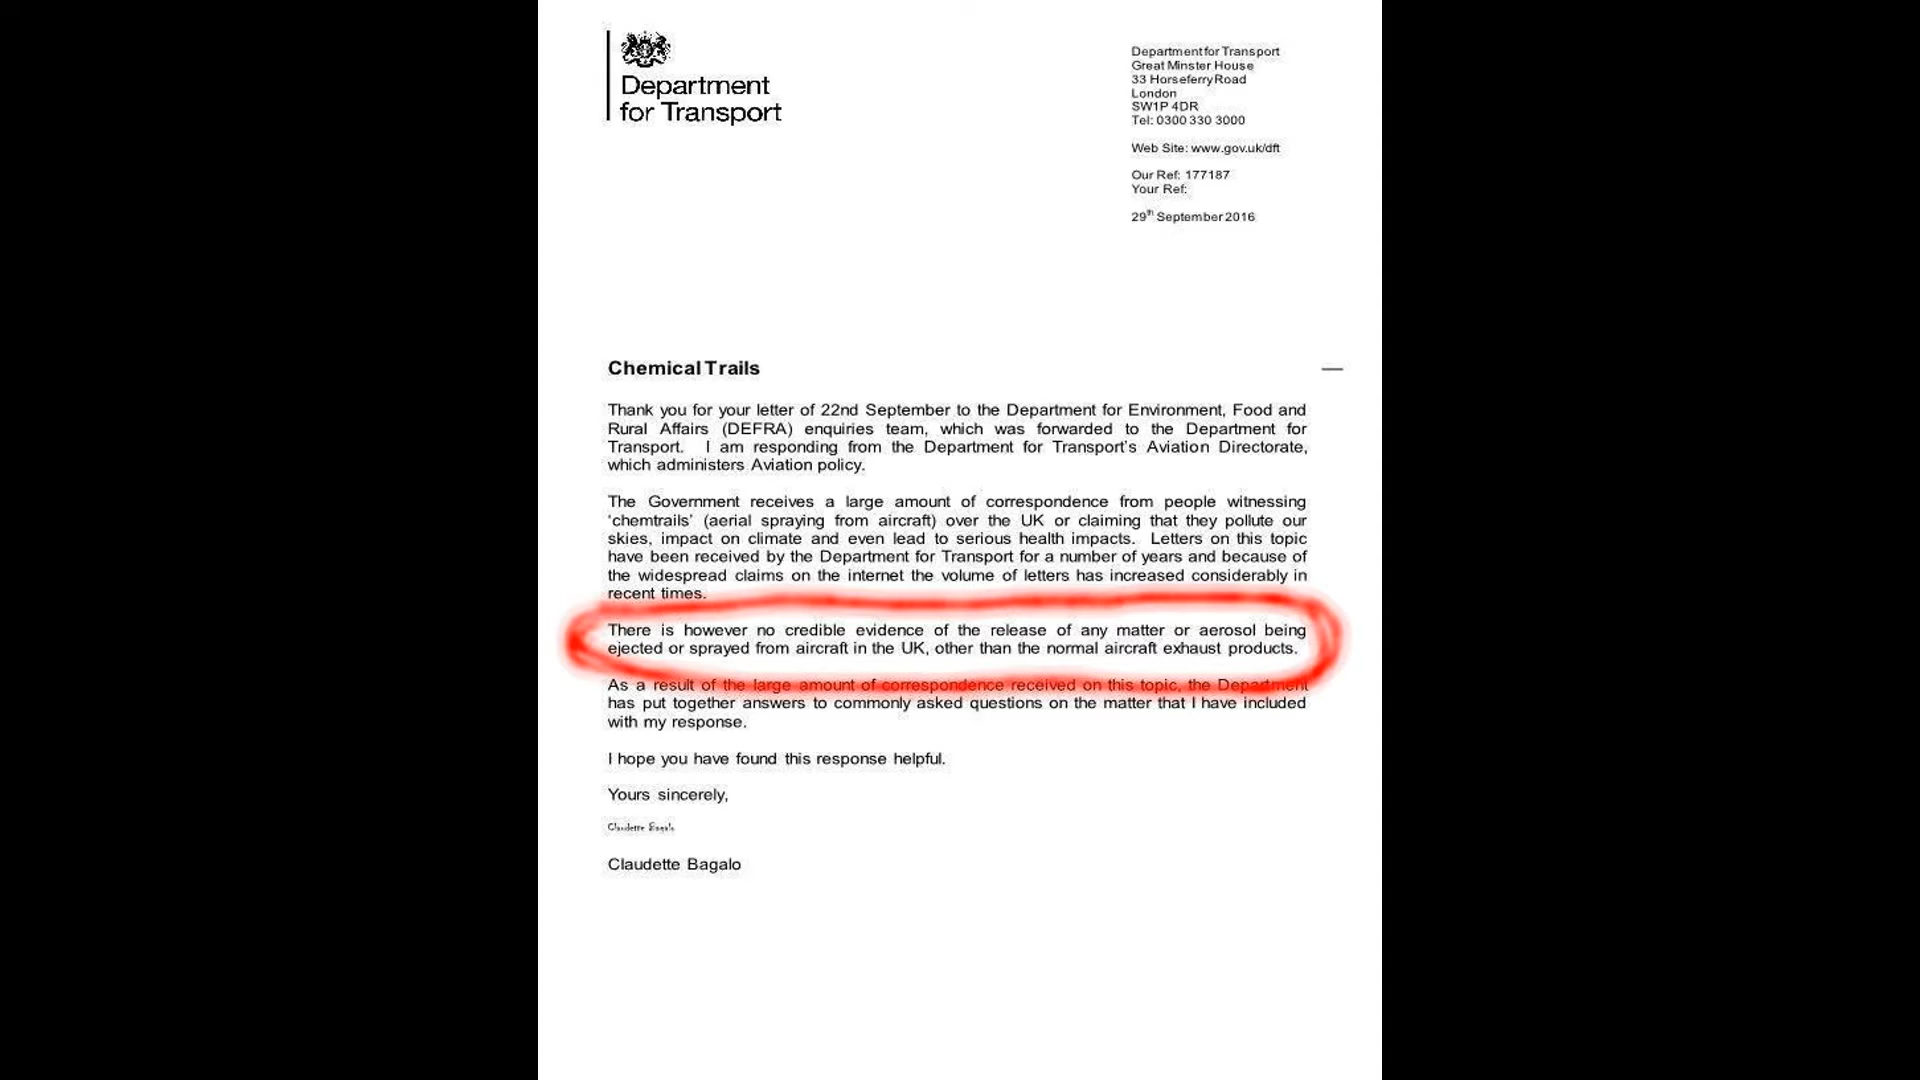 Department
for Transport
Department for Transport
Great Minster House
33 Horseferry Road
London
SW1P 4DR
Tel: 0300 330 3000
Web Site: www.gov.uk/dft
Our Ref: 177187
Your Ref:
29th September 2016
Chemical Trails
Thank you for your letter of 22nd September to the Department for Environment, Food and
Rural Affairs (DEFRA) enquiries team, which was forwarded to the Department for
Transport. I am responding from the Department for Transport's Aviation Directorate,
which administers Aviation policy.
The Government receives a large amount of correspondence from people witnessing
'chemtrails' (aerial spraying from aircraft) over the UK or claiming that they pollute our
skies, impact on climate and even lead to serious health impacts. Letters on this topic
have been received by the Department for Transport for a number of years and because of
the widespread claims on the internet the volume of letters has increased considerably in
recent times.
There is however no credible evidence of the release of any matter or aerosol being
ejected or sprayed from aircraft in the UK, other than the normal aircraft exhaust products.
As a result of the large amount of correspondence received on this topic, the Department
has put together answers to commonly asked questions on the matter that I have included
with my response.
I hope you have found this response helpful.
Yours sincerely,
Claudette Bagalo
Claudette Bagalo